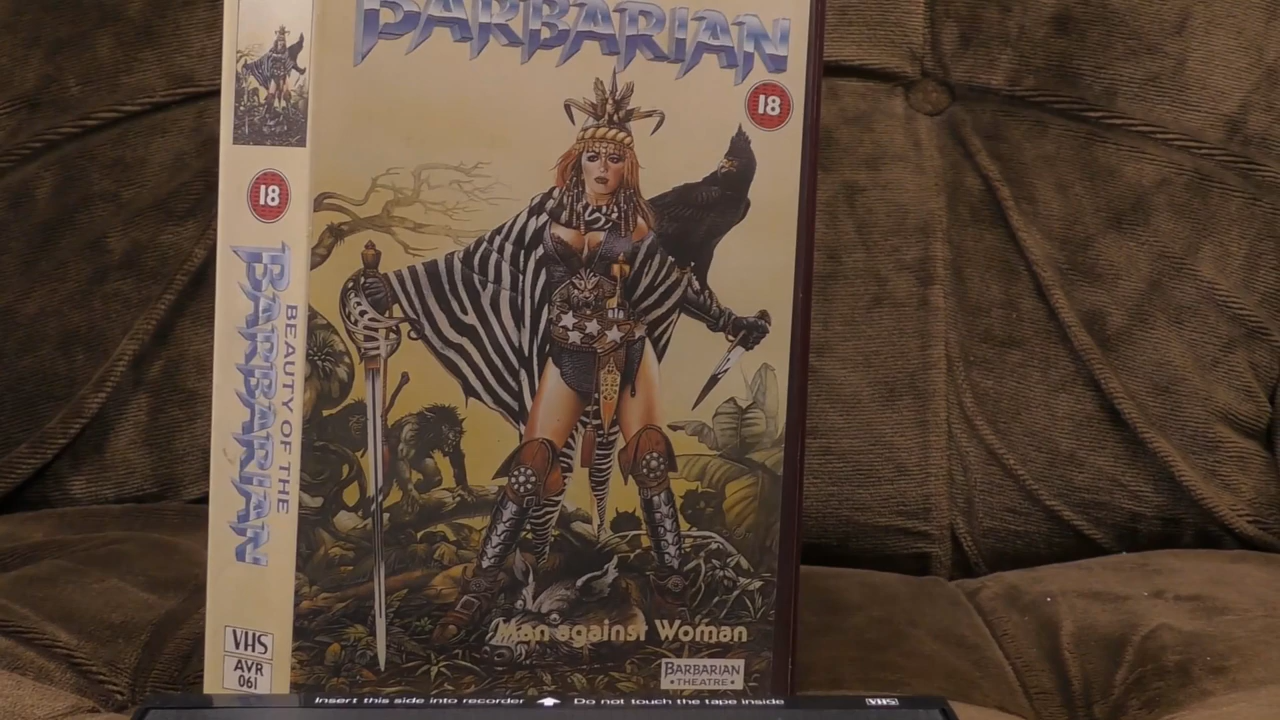 BARBARIAN
18
18
BEAUTY OF THE
BARBARIAN
Man against Woman
VHS
AVR
061
BARBARIAN
THEATRE
Insert this side into recorder Do not touch the tape inside
VHS